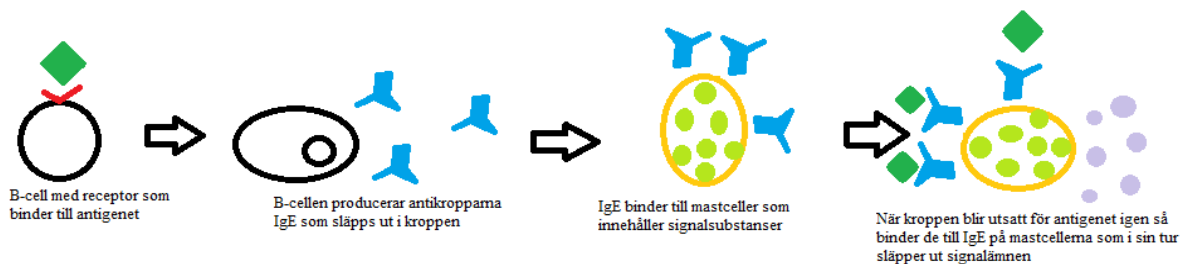 B-cell med receptor som
binder till antigenet
B-cellen producerar antikropparna
IgE som släpps ut i kroppen
IgE binder till mastceller som
innehåller signalsubstanser
När kroppen blir utsatt för antigenet igen så
binder de till IgE på mastcellerna som i sin tur
släpper ut signalämnen